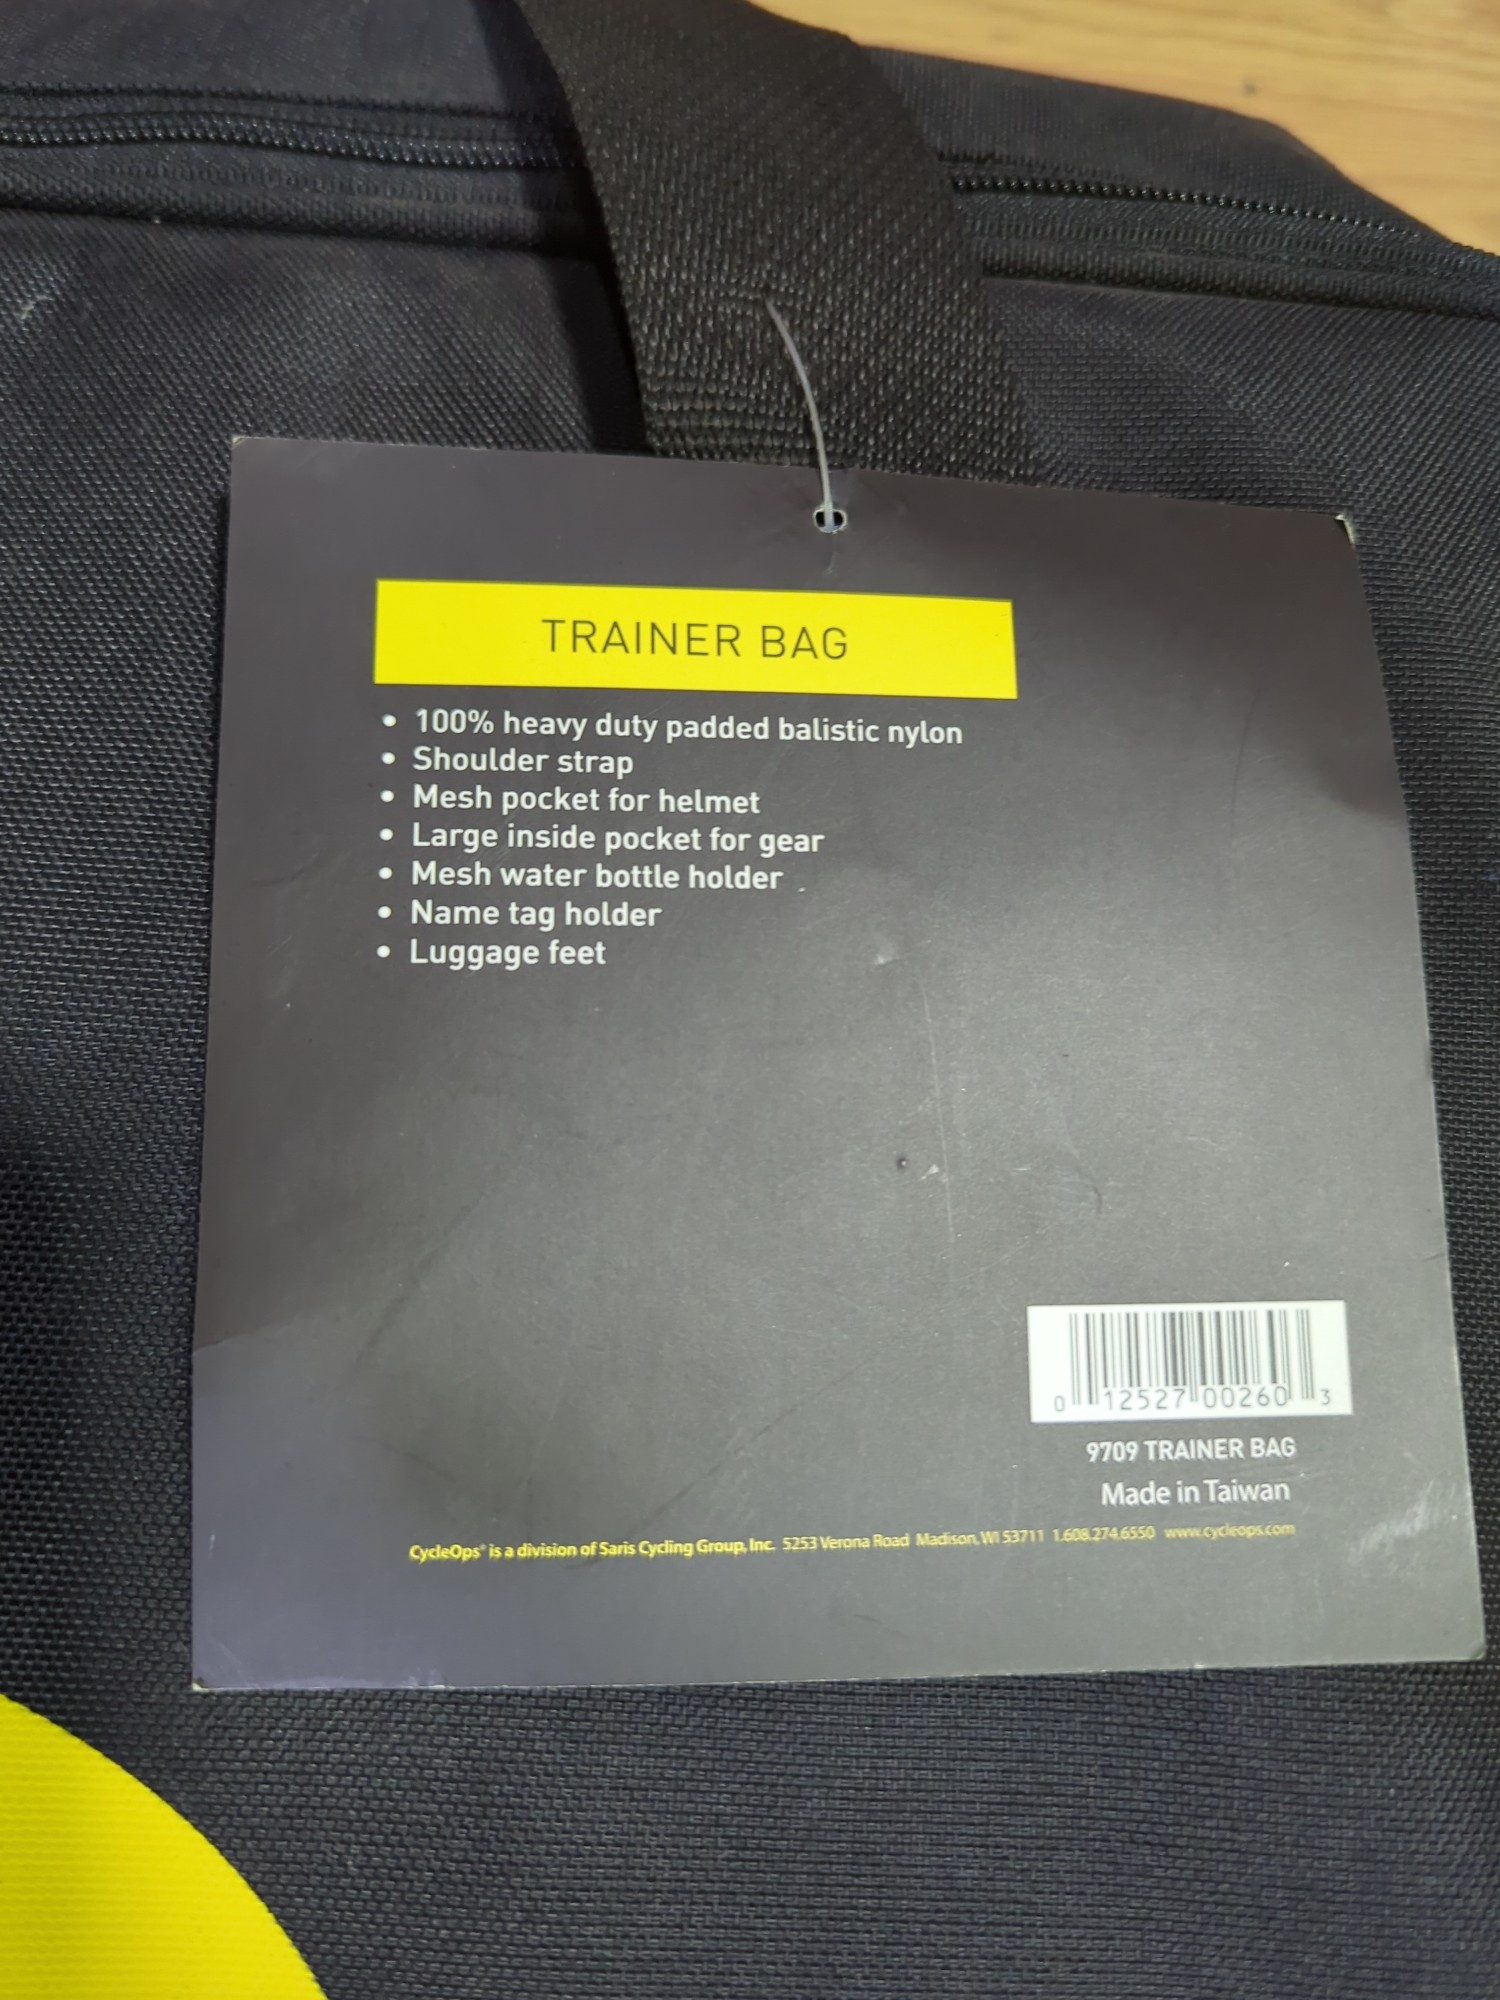 TRAINER BAG
• 100% heavy duty padded balistic nylon
• Shoulder strap
• Mesh pocket for helmet
• Large inside pocket for gear
• Mesh water bottle holder
• Name tag holder
• Luggage feet
0 12527 00260 3
9709 TRAINER BAG
Made in Taiwan
CycleOps® is a division of Saris Cycling Group, Inc. 5253 Verona Road Madison, WI 53711 1.608.274.6550 www.cycleops.com